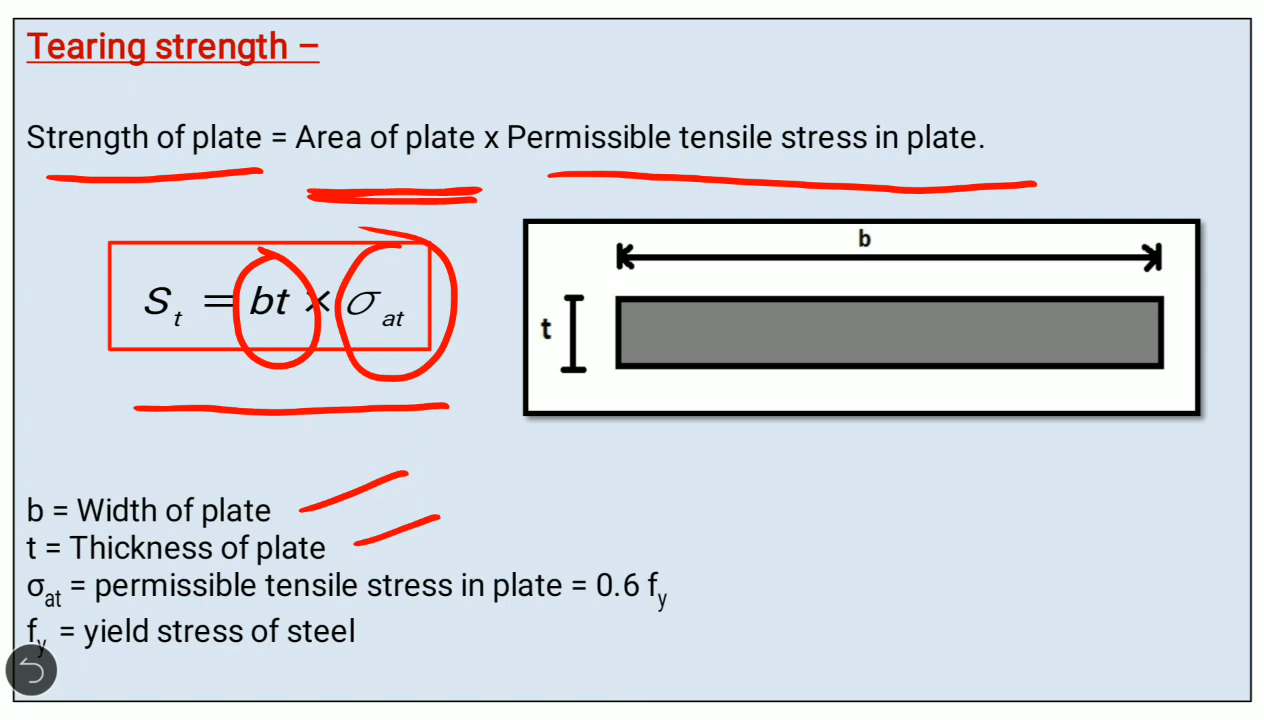 Tearing strength –
Strength of plate = Area of plate x Permissible tensile stress in plate.
S_t = bt × σ_at
b
t
b = Width of plate
t = Thickness of plate
σ_at = permissible tensile stress in plate = 0.6 f_y
f_y = yield stress of steel